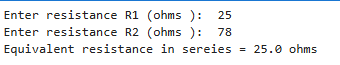 Enter resistance R1 (ohms ):  25
Enter resistance R2 (ohms ):  78
Equivalent resistance in sereies = 25.0 ohms